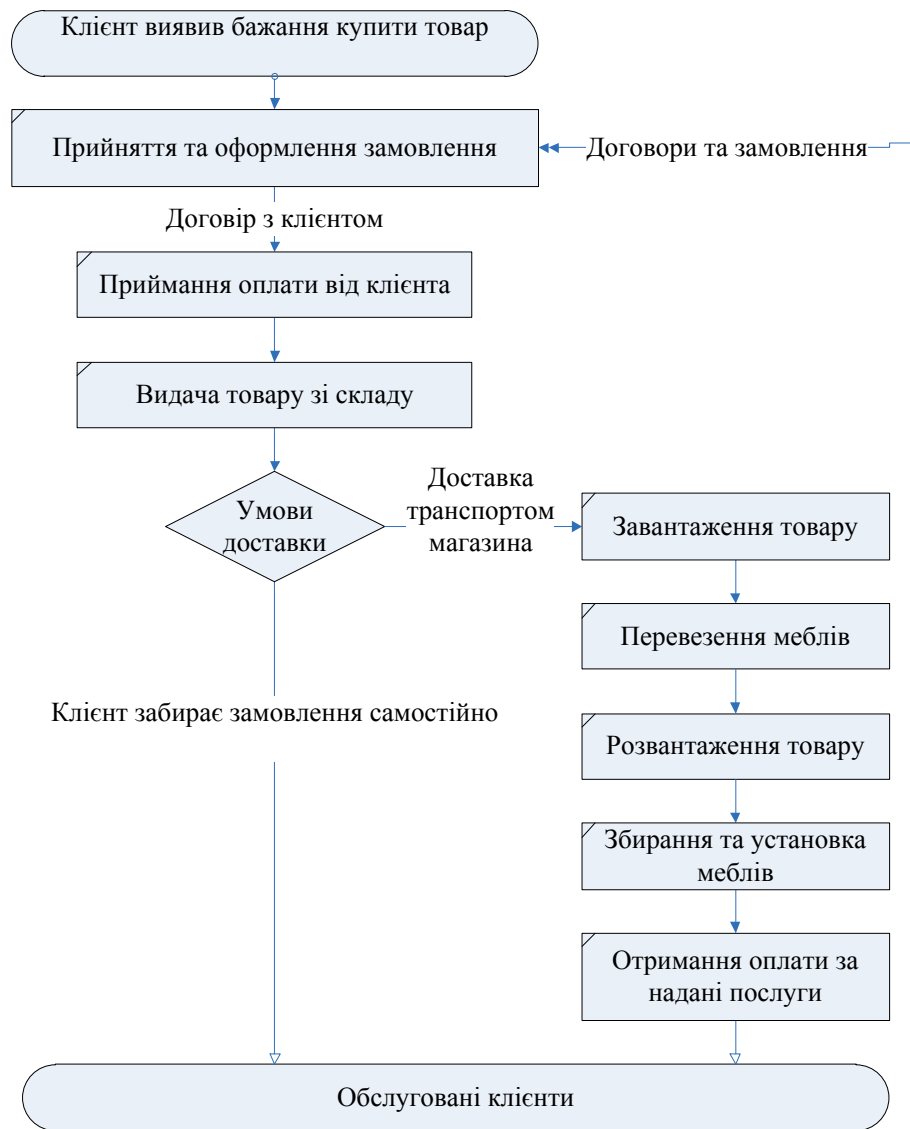 Клієнт виявив бажання купити товар
Прийняття та оформлення замовлення
Договори та замовлення
Договір з клієнтом
Приймання оплати від клієнта
Видача товару зі складу
Умови
доставки
Доставка
транспортом
магазина
Завантаження товару
Перевезення меблів
Клієнт забирає замовлення самостійно
Розвантаження товару
Збирання та установка
меблів
Отримання оплати за
надані послуги
Обслуговані клієнти